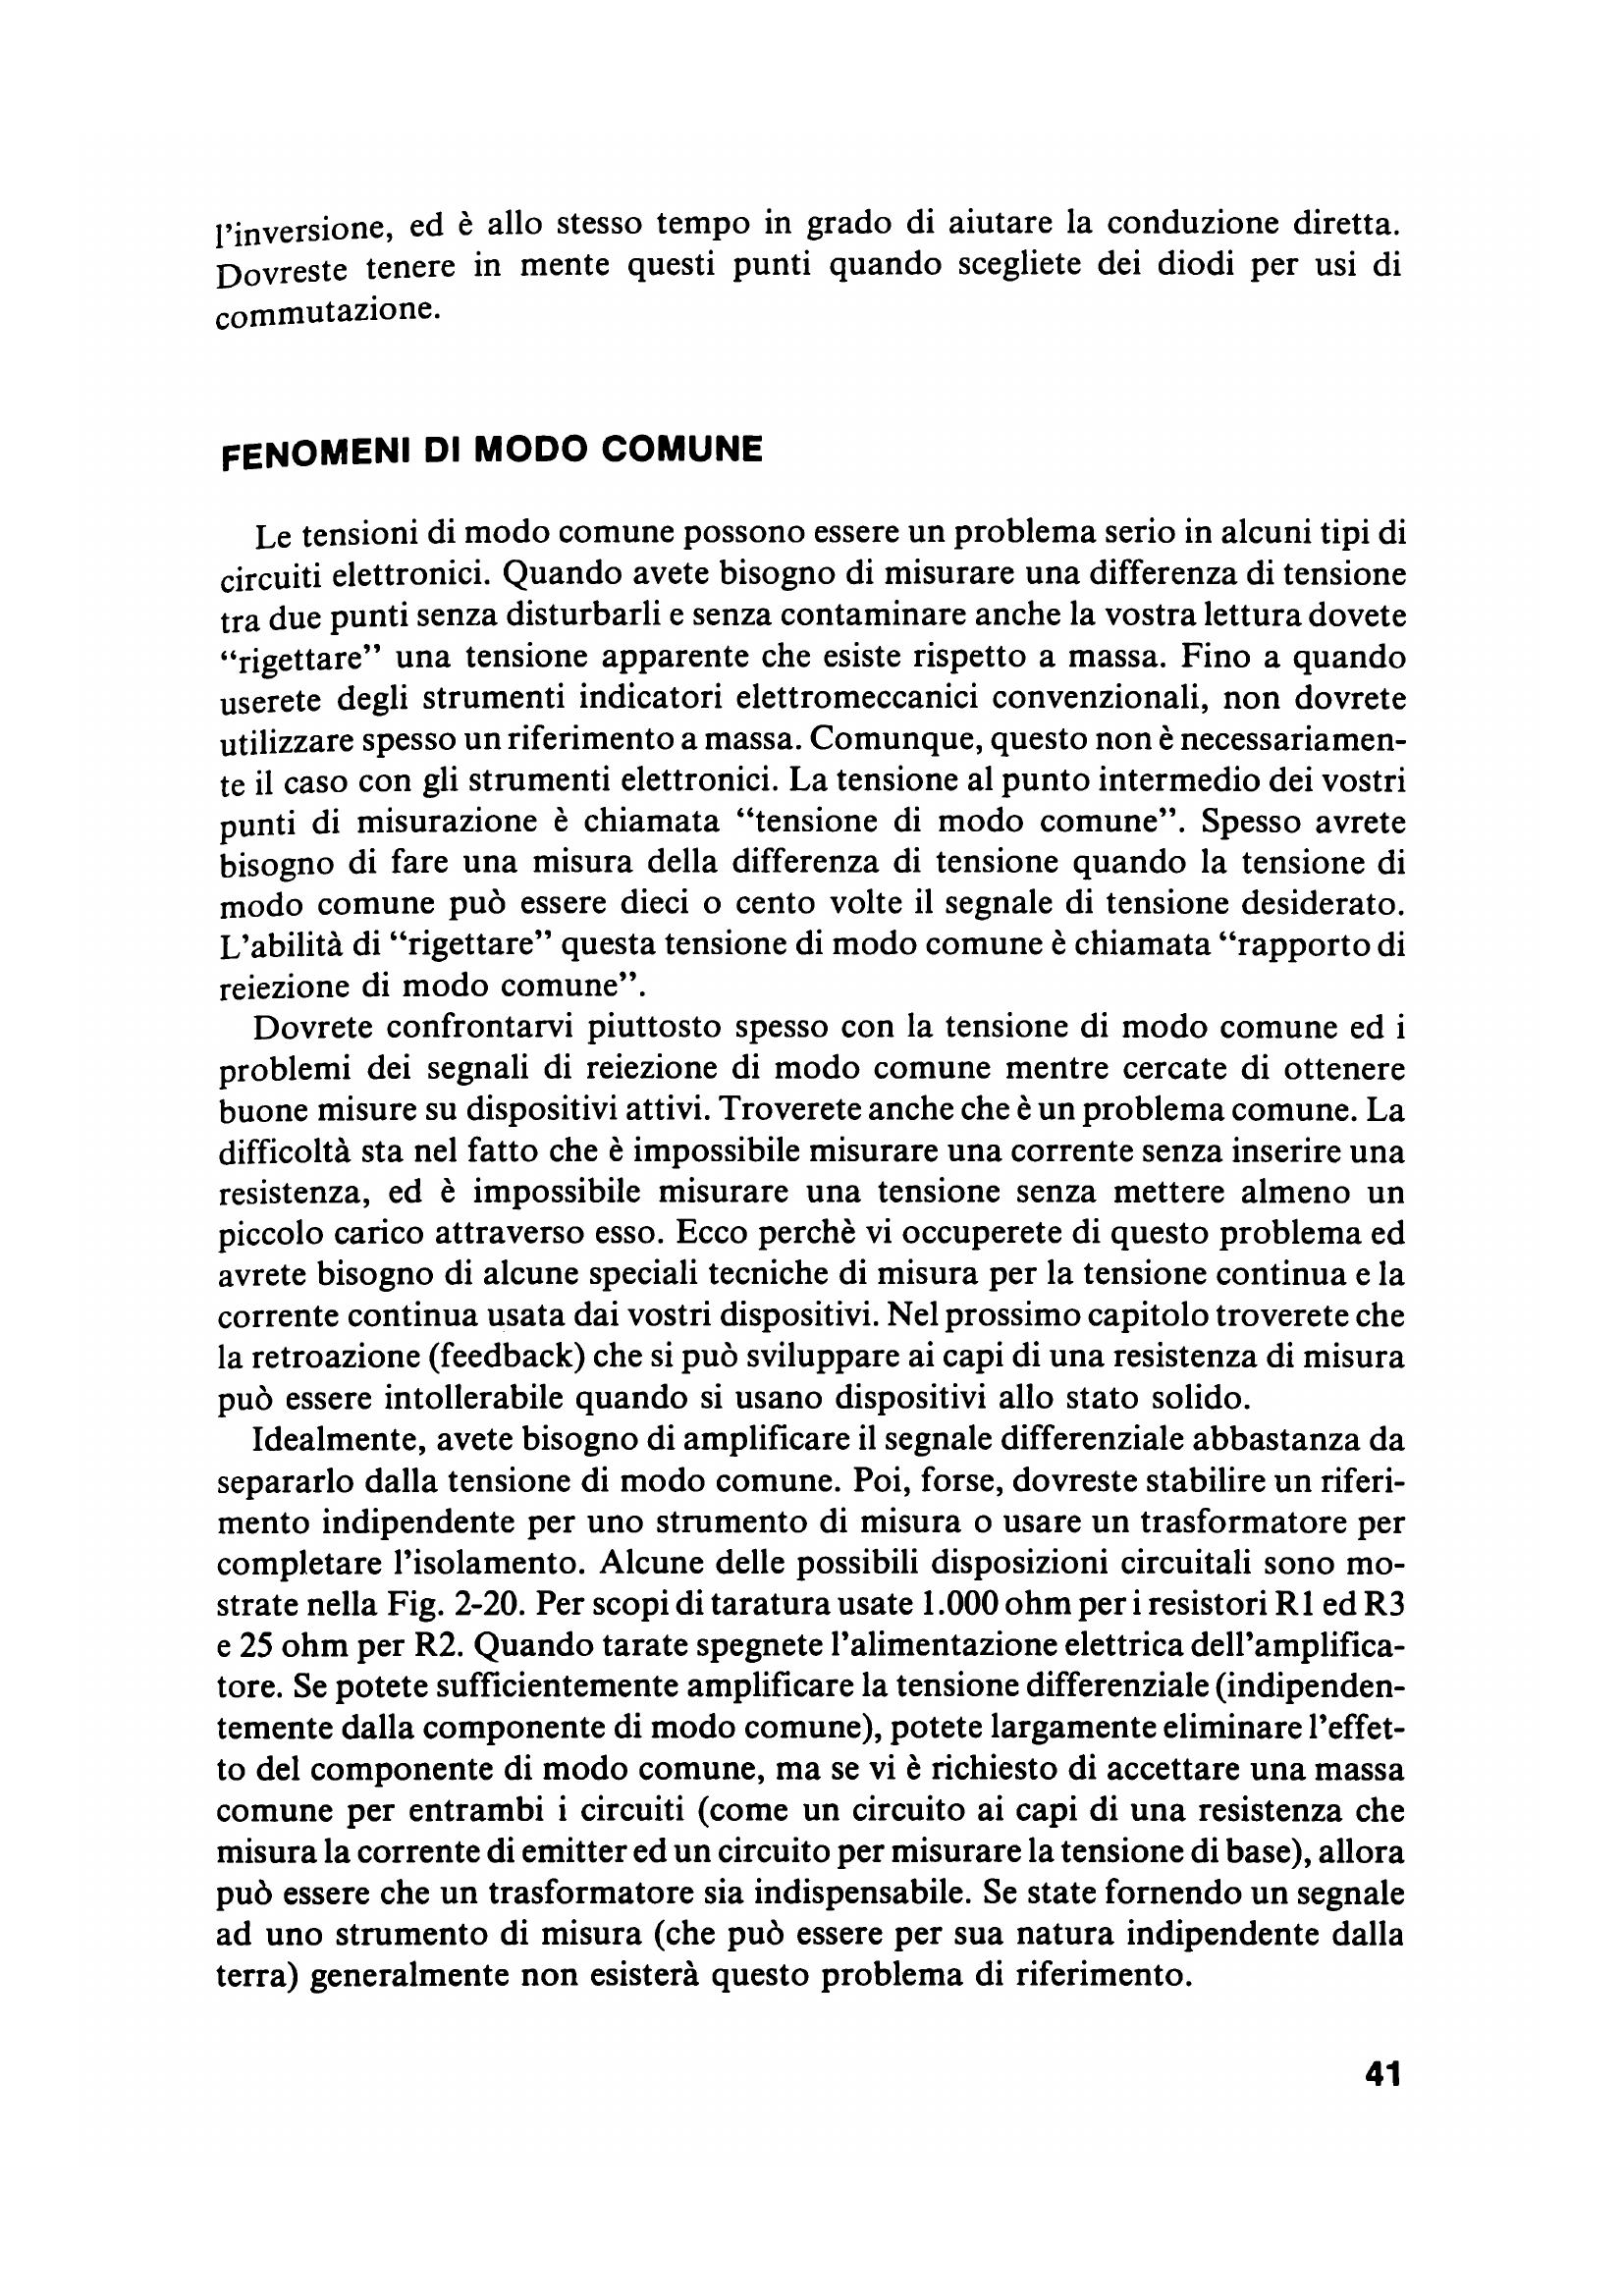 l'inversione, ed è allo stesso tempo in grado di aiutare la conduzione diretta.
Dovreste tenere in mente questi punti quando scegliete dei diodi per usi di
commutazione.
FENOMENI DI MODO COMUNE
Le tensioni di modo comune possono essere un problema serio in alcuni tipi di
circuiti elettronici. Quando avete bisogno di misurare una differenza di tensione
tra due punti senza disturbarli e senza contaminare anche la vostra lettura dovete
“rigettare” una tensione apparente che esiste rispetto a massa. Fino a quando
userete degli strumenti indicatori elettromeccanici convenzionali, non dovrete
utilizzare spesso un riferimento a massa. Comunque, questo non è necessariamen-
te il caso con gli strumenti elettronici. La tensione al punto intermedio dei vostri
punti di misurazione è chiamata “tensione di modo comune”. Spesso avrete
bisogno di fare una misura della differenza di tensione quando la tensione di
modo comune può essere dieci o cento volte il segnale di tensione desiderato.
L'abilità di “rigettare” questa tensione di modo comune è chiamata “rapporto di
reiezione di modo comune”.
Dovrete confrontarvi piuttosto spesso con la tensione di modo comune ed i
problemi dei segnali di reiezione di modo comune mentre cercate di ottenere
buone misure su dispositivi attivi. Troverete anche che è un problema comune. La
difficoltà sta nel fatto che è impossibile misurare una corrente senza inserire una
resistenza, ed è impossibile misurare una tensione senza mettere almeno un
piccolo carico attraverso esso. Ecco perchè vi occuperete di questo problema ed
avrete bisogno di alcune speciali tecniche di misura per la tensione continua e la
corrente continua usata dai vostri dispositivi. Nel prossimo capitolo troverete che
la retroazione (feedback) che si può sviluppare ai capi di una resistenza di misura
può essere intollerabile quando si usano dispositivi allo stato solido.
Idealmente, avete bisogno di amplificare il segnale differenziale abbastanza da
separarlo dalla tensione di modo comune. Poi, forse, dovreste stabilire un riferi-
mento indipendente per uno strumento di misura o usare un trasformatore per
completare l'isolamento. Alcune delle possibili disposizioni circuitali sono mo-
strate nella Fig. 2-20. Per scopi di taratura usate 1.000 ohm per i resistori R1 ed R3
e 25 ohm per R2. Quando tarate spegnete l'alimentazione elettrica dell'amplifica-
tore. Se potete sufficientemente amplificare la tensione differenziale (indipenden-
temente dalla componente di modo comune), potete largamente eliminare l'effet-
to del componente di modo comune, ma se vi è richiesto di accettare una massa
comune per entrambi i circuiti (come un circuito ai capi di una resistenza che
misura la corrente di emitter ed un circuito per misurare la tensione di base), allora
può essere che un trasformatore sia indispensabile. Se state fornendo un segnale
ad uno strumento di misura (che può essere per sua natura indipendente dalla
terra) generalmente non esisterà questo problema di riferimento.
41